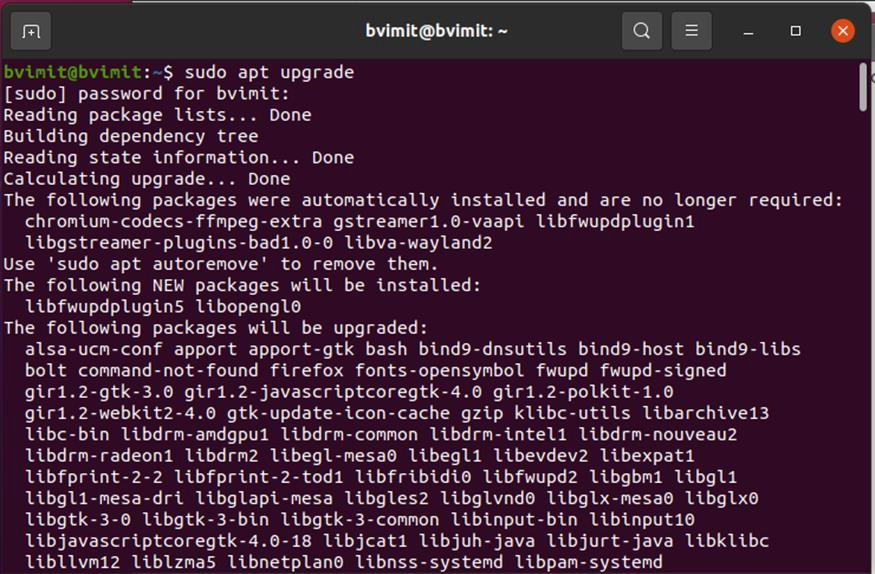 bvimit@bvimit: ~
bvimit@bvimit:~$ sudo apt upgrade
[sudo] password for bvimit:
Reading package lists... Done
Building dependency tree
Reading state information... Done
Calculating upgrade... Done
The following packages were automatically installed and are no longer required:
chromium-codecs-ffmpeg-extra gstreamer1.0-vaapi libfwupdplugin1
libgstreamer-plugins-bad1.0-0 libva-wayland2
Use 'sudo apt autoremove' to remove them.
The following NEW packages will be installed:
libfwupdplugin5 libopengl0
The following packages will be upgraded:
alsa-ucm-conf apport apport-gtk bash bind9-dnsutils bind9-host bind9-libs
bolt command-not-found firefox fonts-opensymbol fwupd fwupd-signed
gir1.2-gtk-3.0 gir1.2-javascriptcoregtk-4.0 gir1.2-polkit-1.0
gir1.2-webkit2-4.0 gtk-update-icon-cache gzip klibc-utils libarchive13
libc-bin libdrm-amdgpu1 libdrm-common libdrm-intel1 libdrm-nouveau2
libdrm-radeon1 libdrm2 libegl-mesa0 libegl1 libevdev2 libexpat1
libfprint-2-2 libfprint-2-tod1 libfribidi0 libfwupd2 libgbm1 libgl1
libgl1-mesa-dri libglapi-mesa libgles2 libglvnd0 libglx-mesa0 libglx0
libgtk-3-0 libgtk-3-bin libgtk-3-common libinput-bin libinput10
libjavascriptcoregtk-4.0-18 libjcat1 libjuh-java libjurt-java libklibc
libllvm12 liblzma5 libnetplan0 libnss-systemd libpam-systemd